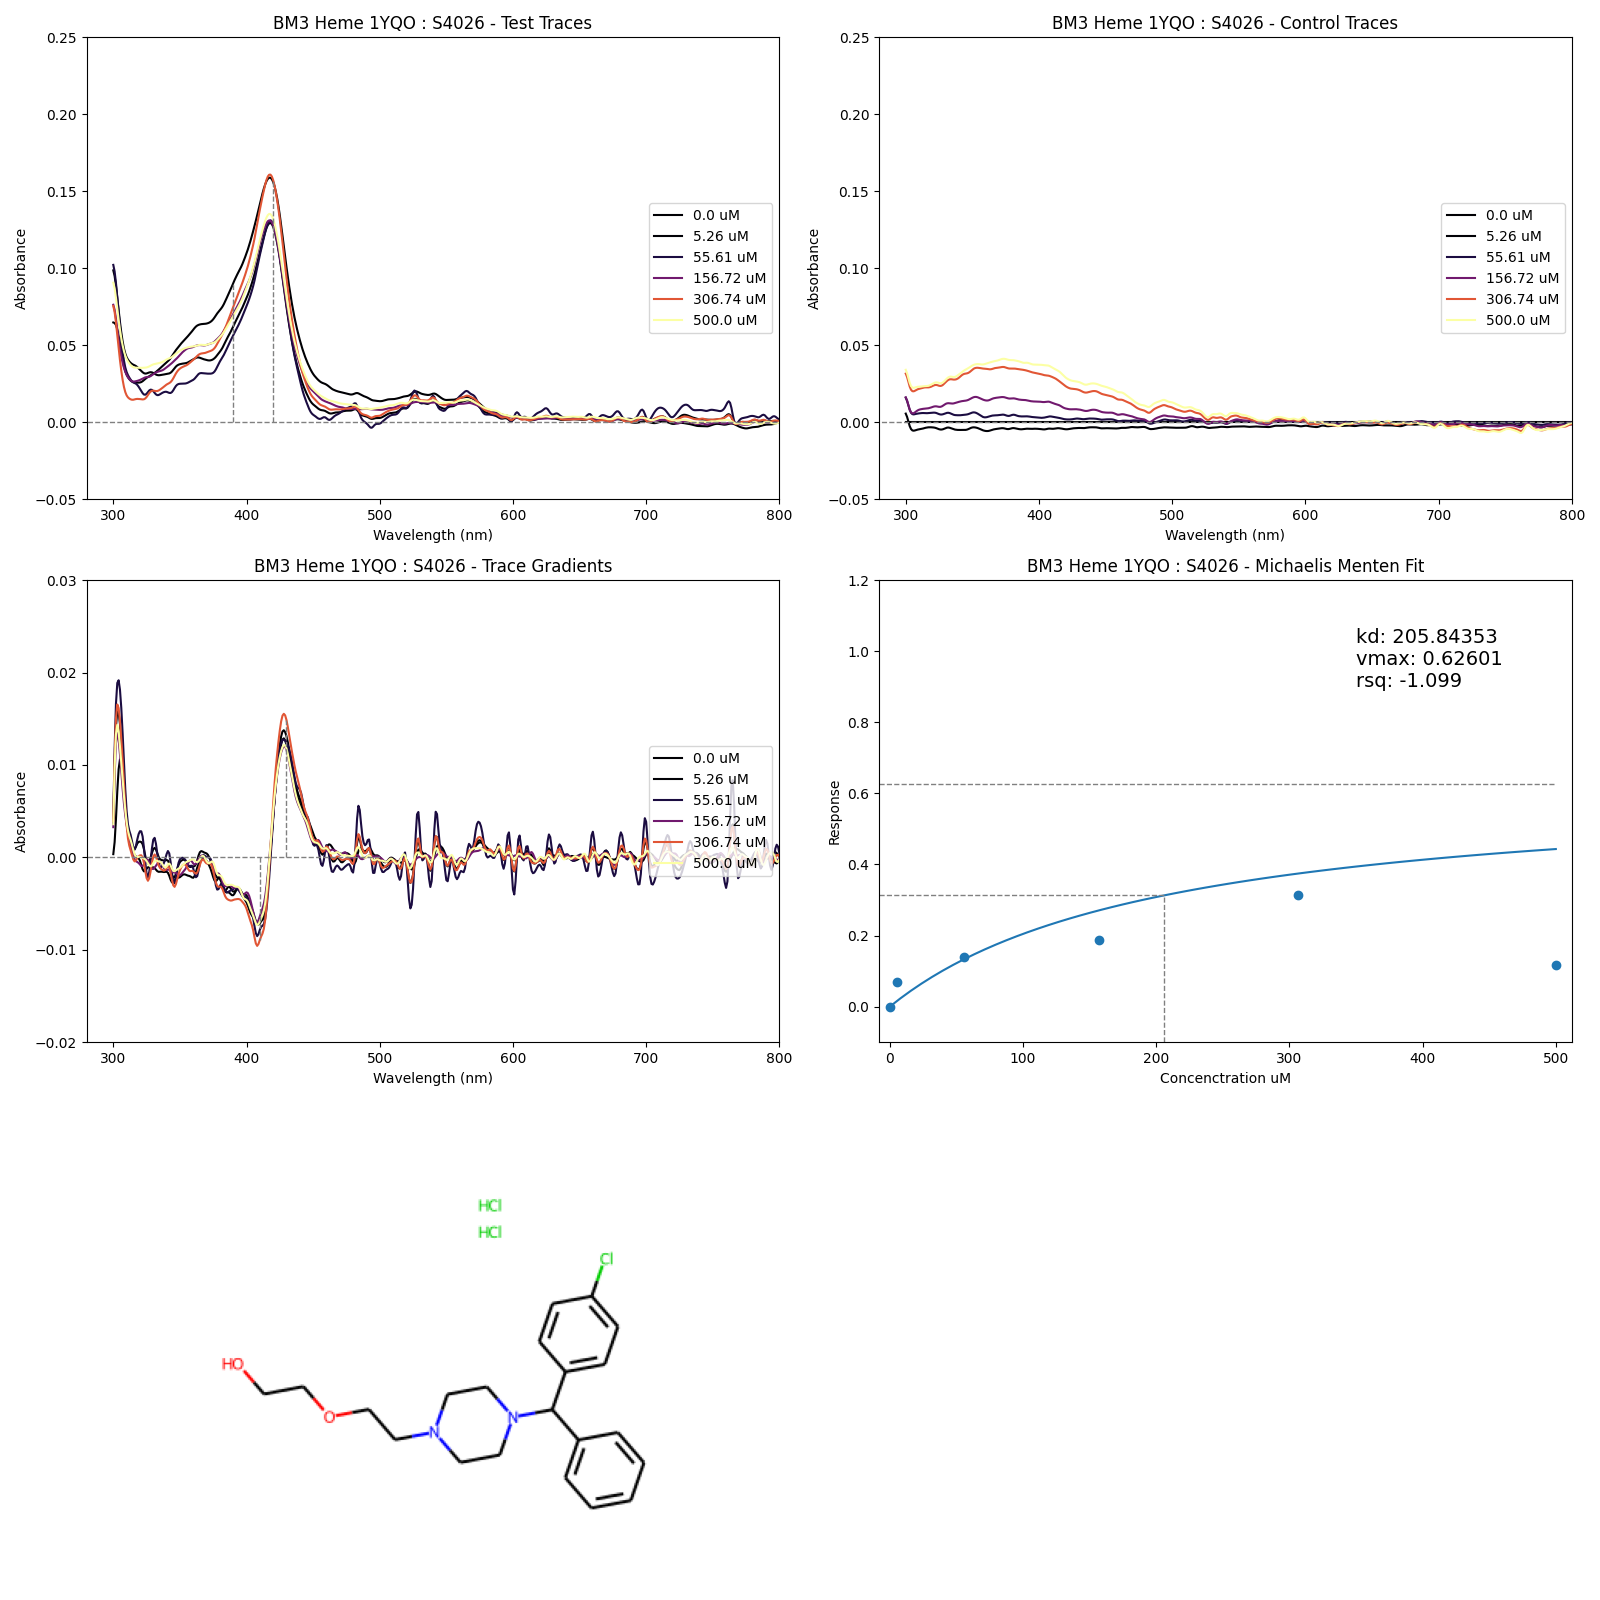 BM3 Heme 1YQO : S4026 - Test Traces
0.25
0.20
0.15
0.10
0.05
0.00
−0.05
Absorbance
300 400 500 600 700 800
Wavelength (nm)
0.0 uM
5.26 uM
55.61 uM
156.72 uM
306.74 uM
500.0 uM
BM3 Heme 1YQO : S4026 - Control Traces
0.25
0.20
0.15
0.10
0.05
0.00
−0.05
Absorbance
300 400 500 600 700 800
Wavelength (nm)
0.0 uM
5.26 uM
55.61 uM
156.72 uM
306.74 uM
500.0 uM
BM3 Heme 1YQO : S4026 - Trace Gradients
0.03
0.02
0.01
0.00
−0.01
−0.02
Absorbance
300 400 500 600 700 800
Wavelength (nm)
0.0 uM
5.26 uM
55.61 uM
156.72 uM
306.74 uM
500.0 uM
BM3 Heme 1YQO : S4026 - Michaelis Menten Fit
1.2
1.0
0.8
0.6
0.4
0.2
0.0
Response
kd: 205.84353
vmax: 0.62601
rsq: -1.099
0 100 200 300 400 500
Concenctration uM
HCl
HCl
Cl
HO
O
N
N